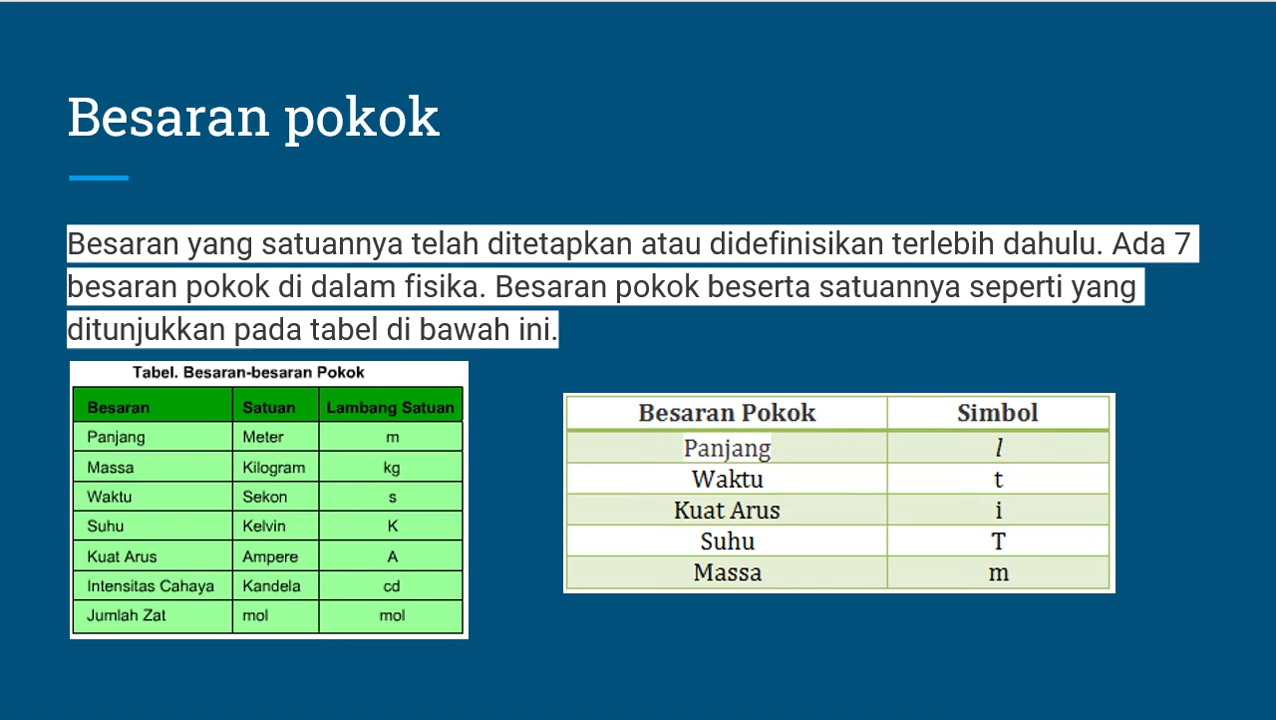 Besaran pokok
Besaran yang satuannya telah ditetapkan atau didefinisikan terlebih dahulu. Ada 7
besaran pokok di dalam fisika. Besaran pokok beserta satuannya seperti yang
ditunjukkan pada tabel di bawah ini.
Tabel. Besaran-besaran Pokok
Besaran Satuan Lambang Satuan
Panjang Meter m
Massa Kilogram kg
Waktu Sekon s
Suhu Kelvin K
Kuat Arus Ampere A
Intensitas Cahaya Kandela cd
Jumlah Zat mol mol
Besaran Pokok Simbol
Panjang l
Waktu t
Kuat Arus i
Suhu T
Massa m